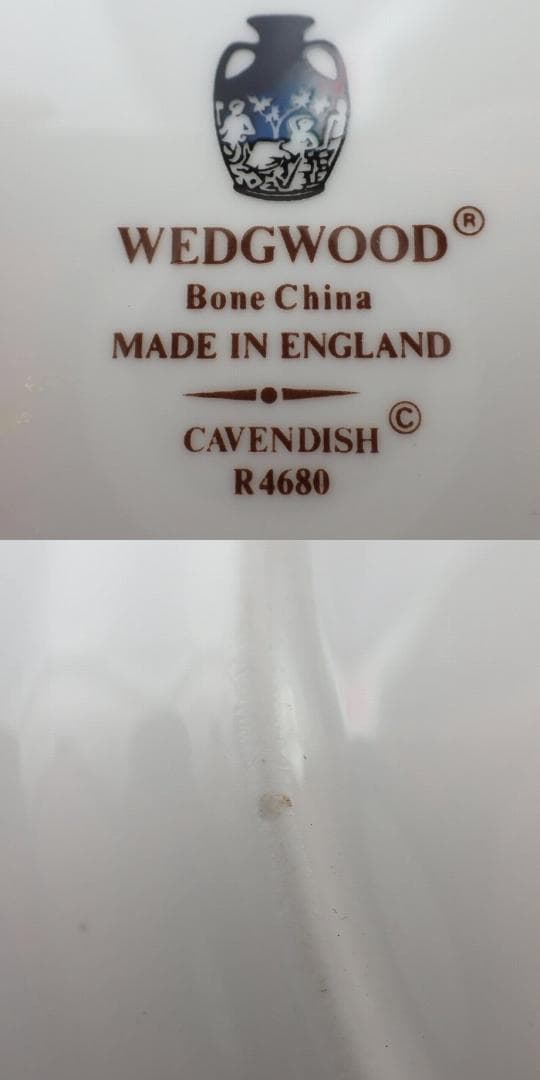 WEDGWOOD®
Bone China
MADE IN ENGLAND
CAVENDISH ©
R4680